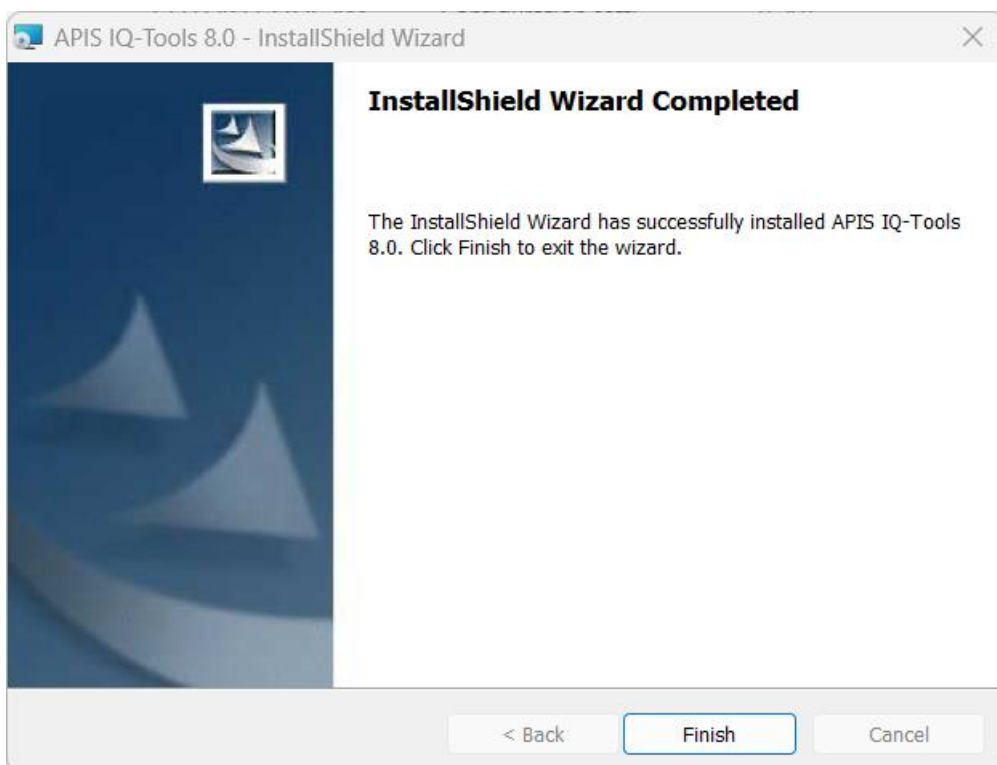 APIS IQ-Tools 8.0 - InstallShield Wizard
InstallShield Wizard Completed
The InstallShield Wizard has successfully installed APIS IQ-Tools
8.0. Click Finish to exit the wizard.
< Back
Finish
Cancel